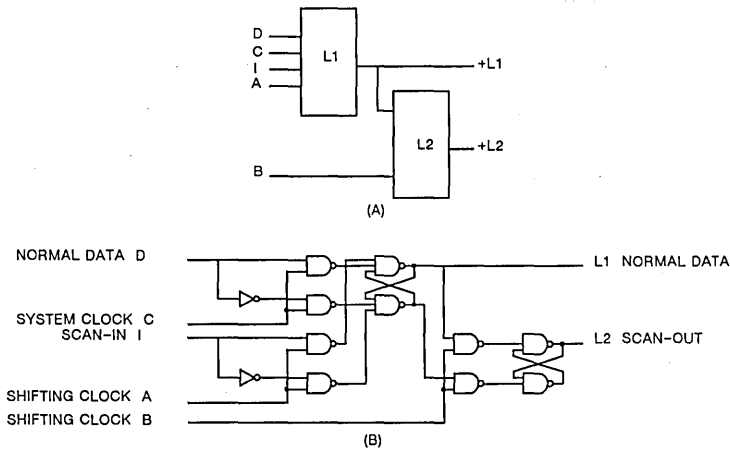 D
C
I
A
L1
+L1
L2
+L2
B
(A)
NORMAL DATA D
L1 NORMAL DATA
SYSTEM CLOCK C
SCAN-IN I
L2 SCAN-OUT
SHIFTING CLOCK A
SHIFTING CLOCK B
(B)